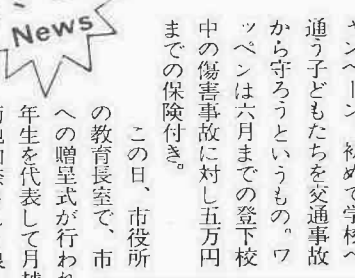 News
ャンペーン。初めて学校へ
通う子どもたちを交通事故
から守ろうというもの。ワ
ッペンは六月までの登下校
中の傷害事故に対し五万円
までの保険付き。
この日、市役所
の教育長室で、市
への贈呈式が行われ
年生を代表して月越